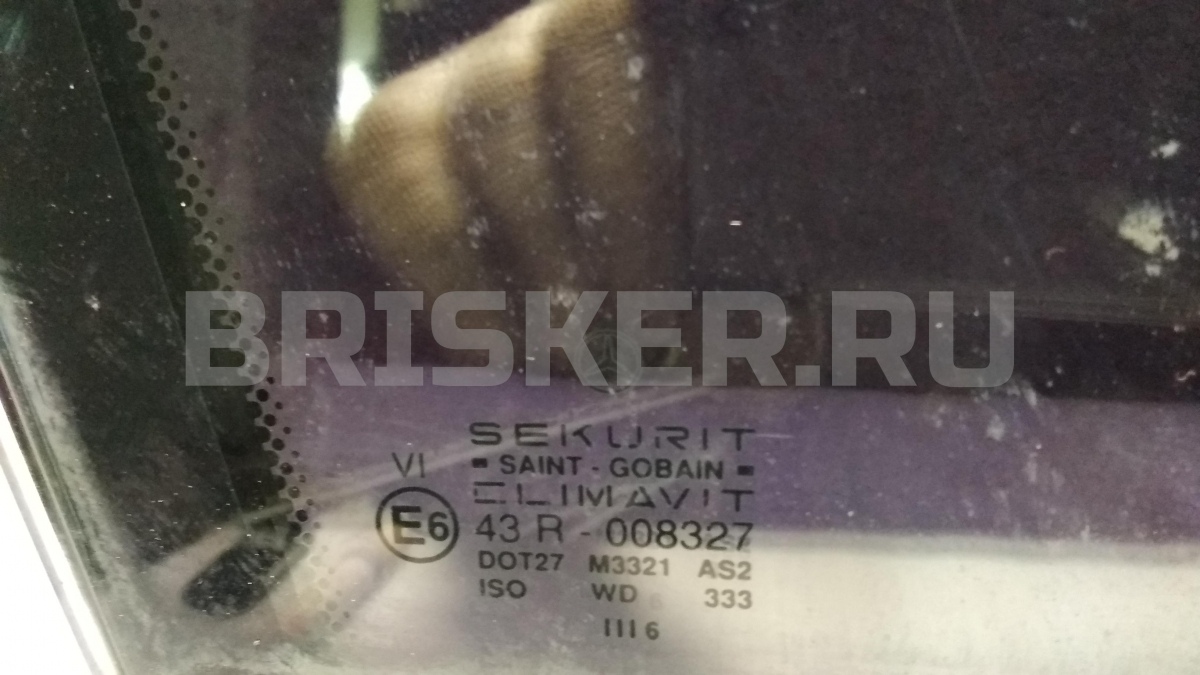 BRISKER.RU
SEKURIT
SAINT - GOBAIN
CLIMAVIT
VI
E6 43 R - 008327
DOT27 M3321 AS2
ISO WD 333
III 6